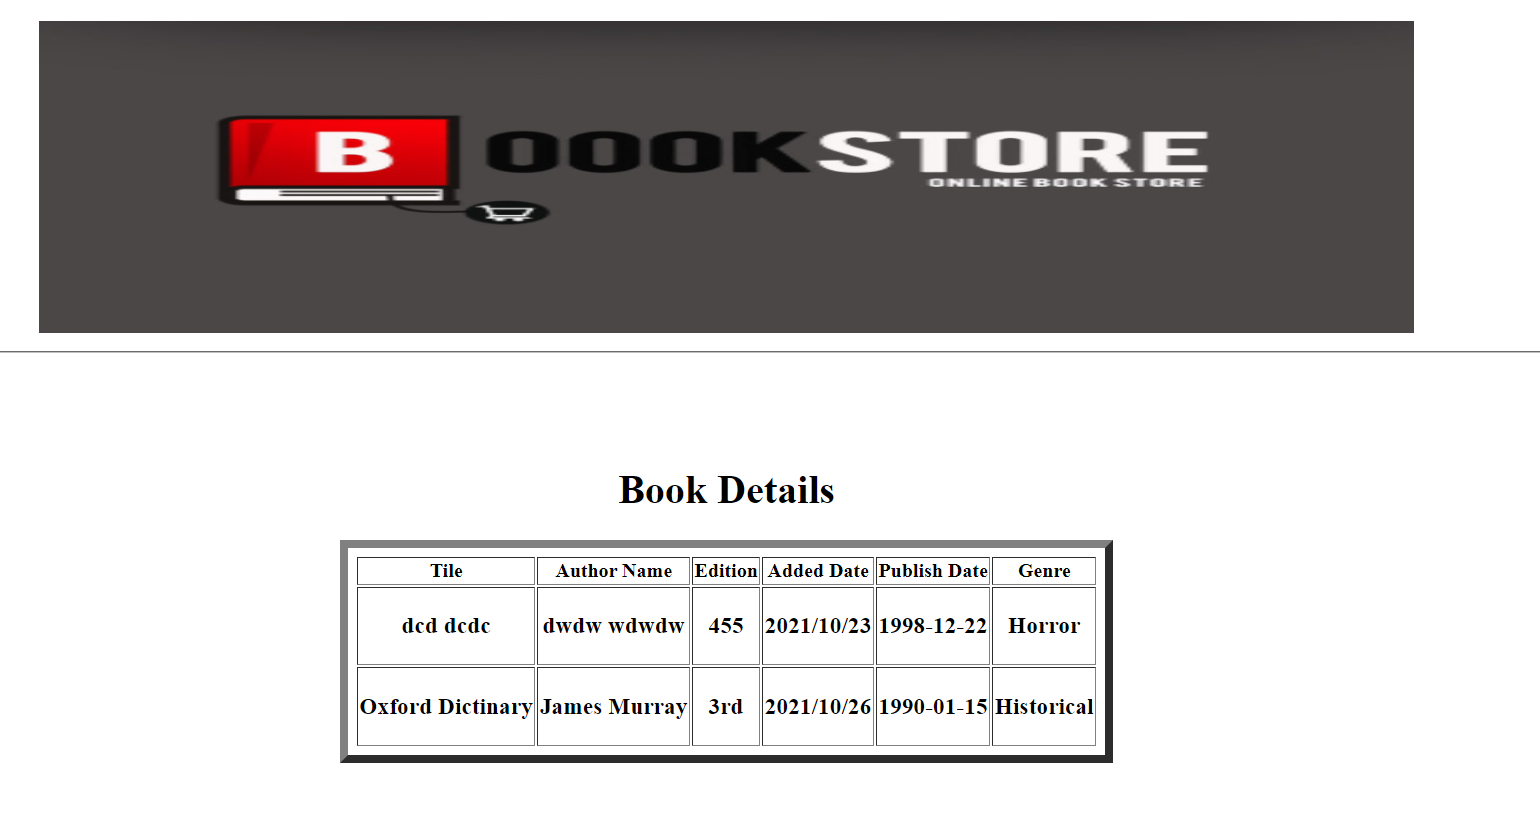 B OOOKSTORE
ONLINE BOOK STORE
Book Details
Tile Author Name Edition Added Date Publish Date Genre
dcd dcdc dwdw wdwdw 455 2021/10/23 1998-12-22 Horror
Oxford Dictinary James Murray 3rd 2021/10/26 1990-01-15 Historical